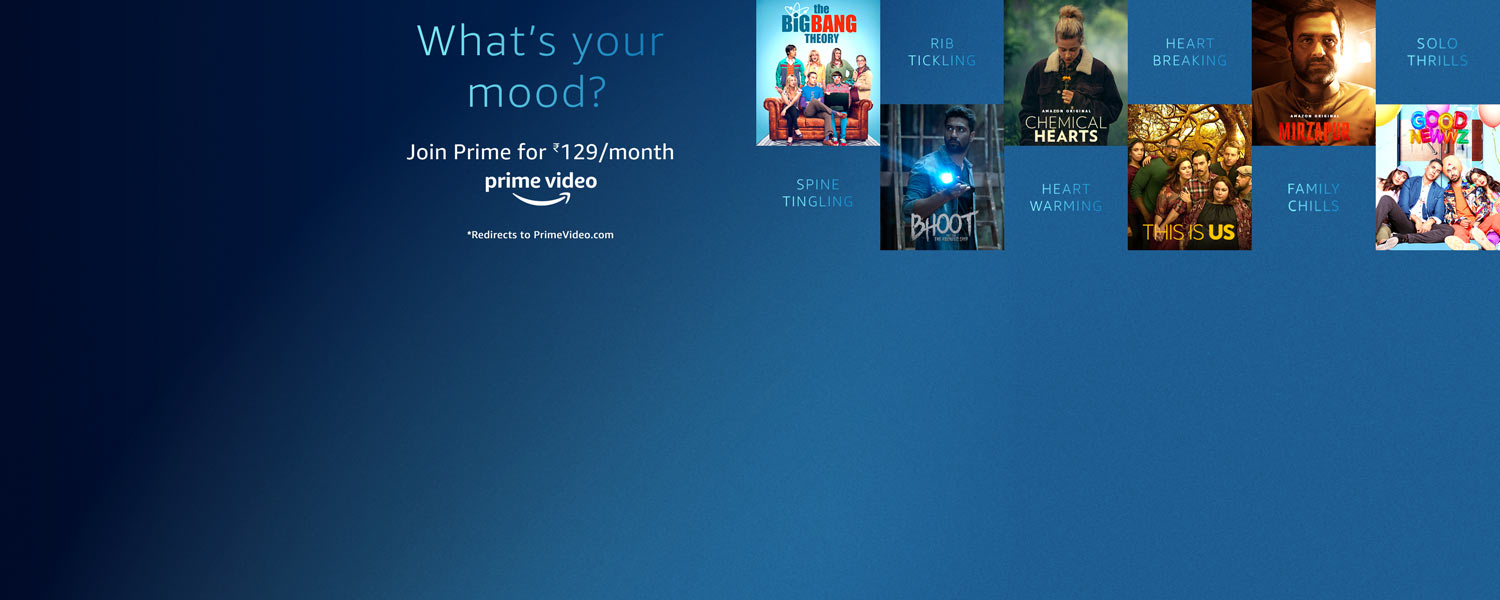 What's your
mood?
Join Prime for ₹129/month
prime video
*Redirects to PrimeVideo.com
the
BIG BANG
THEORY
RIB
TICKLING
AMAZON ORIGINAL
CHEMICAL
HEARTS
HEART
BREAKING
AMAZON ORIGINAL
MIRZAPUR
SOLO
THRILLS
SPINE
TINGLING
BHOOT
HEART
WARMING
THIS IS US
FAMILY
CHILLS
GOOD
NEWWZ